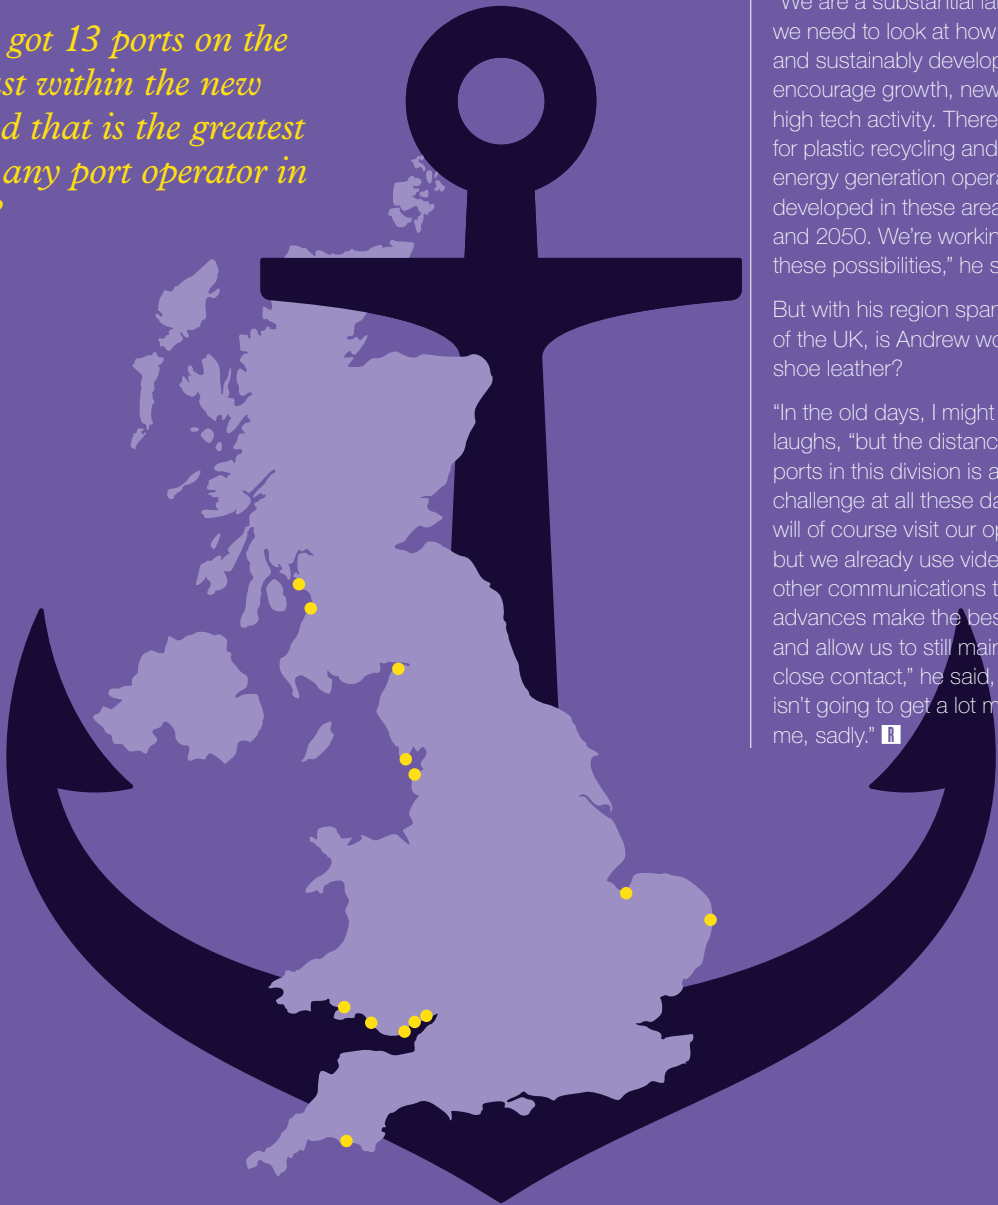 got 13 ports on the
st within the new
d that is the greatest
any port operator in
”
“We are a substantial lan
we need to look at how
and sustainably develop
encourage growth, new
high tech activity. There
for plastic recycling and
energy generation opera
developed in these area
and 2050. We’re workin
these possibilities,” he s
But with his region span
of the UK, is Andrew wo
shoe leather?
“In the old days, I might
laughs, “but the distanc
ports in this division is a
challenge at all these da
will of course visit our op
but we already use vide
other communications t
advances make the bes
and allow us to still main
close contact,” he said,
isn’t going to get a lot m
me, sadly.” R